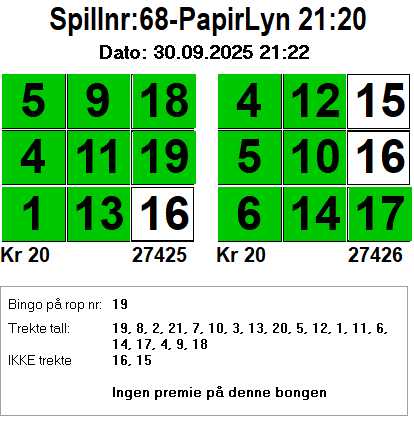 Spillnr:68-PapirLyn 21:20
Dato: 30.09.2025 21:22
5 9 18 4 12 15
4 11 19 5 10 16
1 13 16 6 14 17
Kr 20 27425 Kr 20 27426
Bingo på rop nr: 19
Trekte tall: 19, 8, 2, 21, 7, 10, 3, 13, 20, 5, 12, 1, 11, 6,
14, 17, 4, 9, 18
IKKE trekte 16, 15
Ingen premie på denne bongen